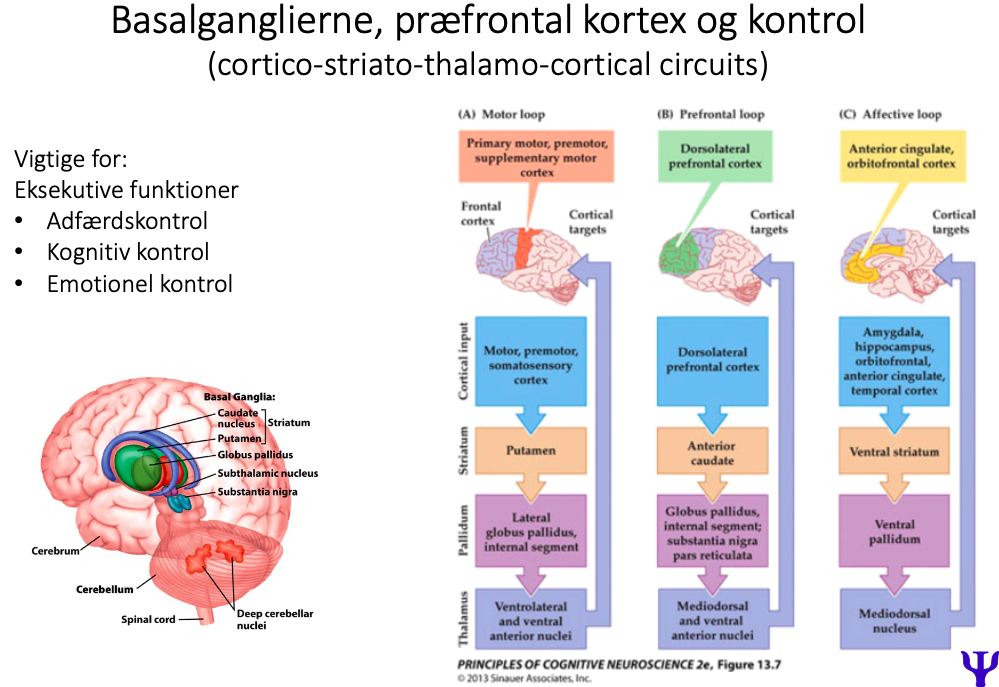 Basalganglierne, præfrontal kortex og kontrol
(cortico-striato-thalamo-cortical circuits)
Vigtige for:
Eksekutive funktioner
• Adfærdskontrol
• Kognitiv kontrol
• Emotionel kontrol
Basal Ganglia:
Caudate
nucleus
Striatum
Putamen
Globus pallidus
Subthalamic nucleus
Substantia nigra
Cerebrum
Cerebellum
Spinal cord
Deep cerebellar
nuclei
(A) Motor loop
Primary motor, premotor,
supplementary motor
cortex
Frontal
cortex
Cortical
targets
Cortical input
Motor, premotor,
somatosensory
cortex
Striatum
Putamen
Pallidum
Lateral
globus pallidus,
internal segment
Thalamus
Ventrolateral
and ventral
anterior nuclei
(B) Prefrontal loop
Dorsolateral
prefrontal cortex
Cortical
targets
Dorsolateral
prefrontal cortex
Anterior
caudate
Globus pallidus,
internal segment;
substantia nigra
pars reticulata
Mediodorsal
and ventral
anterior nuclei
(C) Affective loop
Anterior cingulate,
orbitofrontal cortex
Cortical
targets
Amygdala,
hippocampus,
orbitofrontal,
anterior cingulate,
temporal cortex
Ventral striatum
Ventral
pallidum
Mediodorsal
nucleus
PRINCIPLES OF COGNITIVE NEUROSCIENCE 2e, Figure 13.7
© 2013 Sinauer Associates, Inc.
Ψ